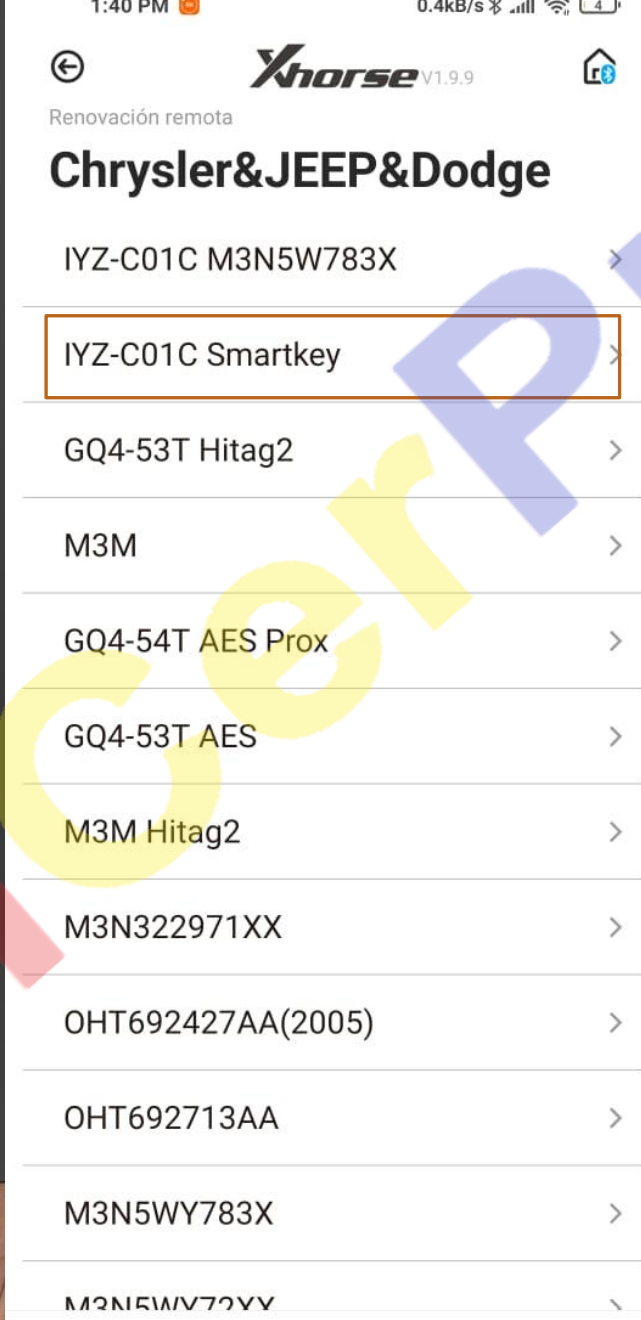 1:40 PM
0.4kB/s 4
Xhorse V1.9.9
Renovación remota
Chrysler&JEEP&Dodge
IYZ-C01C M3N5W783X
IYZ-C01C Smartkey
GQ4-53T Hitag2
M3M
GQ4-54T AES Prox
GQ4-53T AES
M3M Hitag2
M3N322971XX
OHT692427AA(2005)
OHT692713AA
M3N5WY783X
M3N5WY72XX